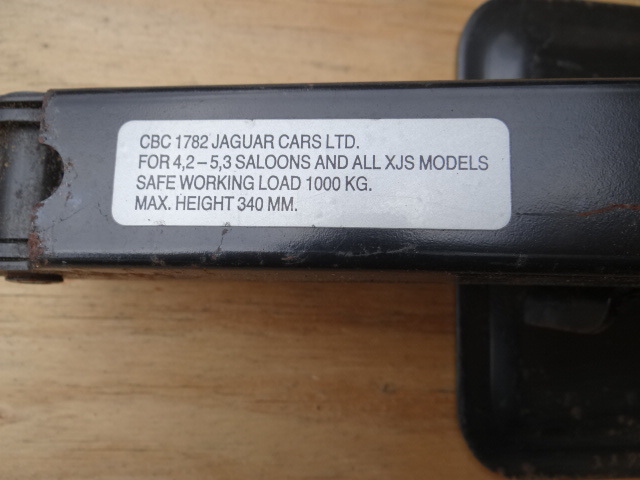 CBC 1782 JAGUAR CARS LTD.
FOR 4,2–5,3 SALOONS AND ALL XJS MODELS
SAFE WORKING LOAD 1000 KG.
MAX. HEIGHT 340 MM.